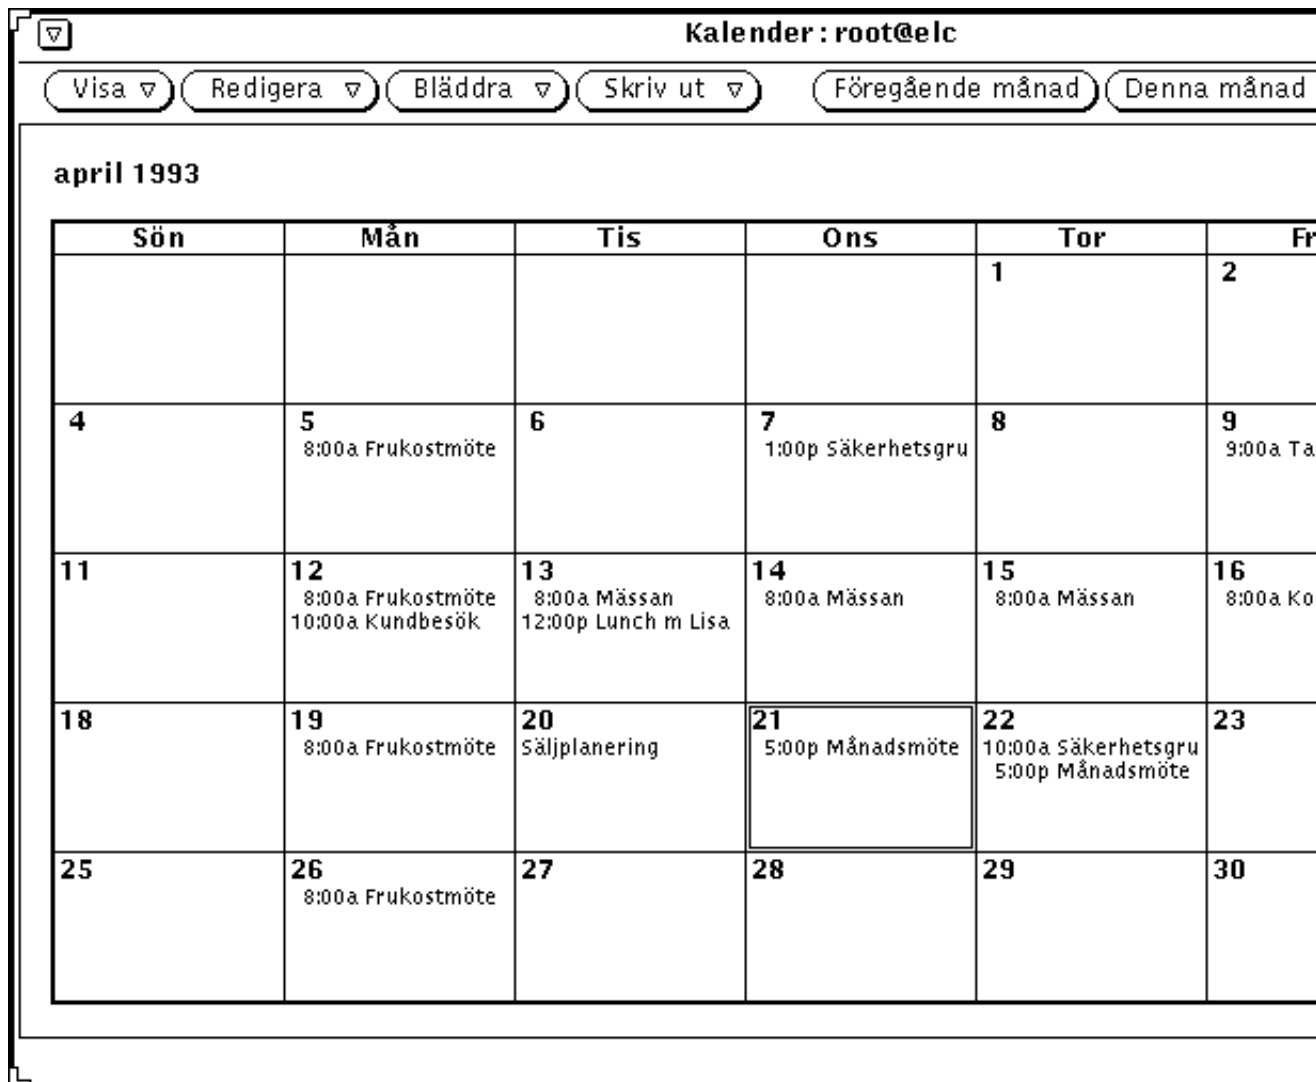 Kalender : root@elc
Visa Redigera Bläddra Skriv ut Föregående månad Denna månad
april 1993
Sön Mån Tis Ons Tor Fr
1 2
4 5 6 7 8 9
8:00a Frukostmöte 1:00p Säkerhetsgru 9:00a Ta
11 12 13 14 15 16
8:00a Frukostmöte 8:00a Mässan 8:00a Mässan 8:00a Mässan 8:00a Ko
10:00a Kundbesök 12:00p Lunch m Lisa
18 19 20 21 22 23
8:00a Frukostmöte Säljplanering 5:00p Månadsmöte 10:00a Säkerhetsgru
5:00p Månadsmöte
25 26 27 28 29 30
8:00a Frukostmöte